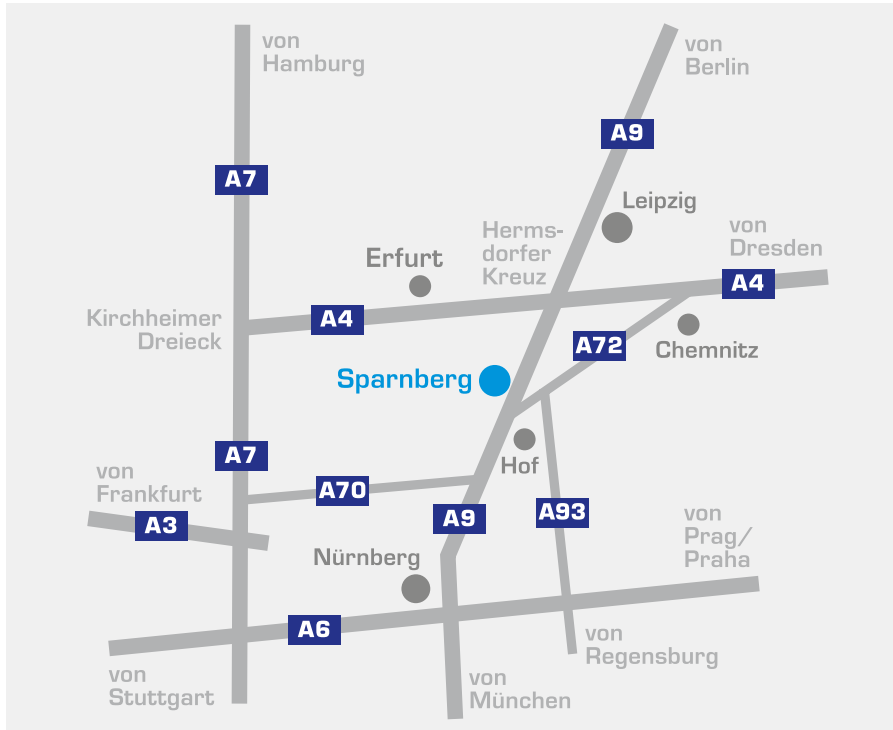 von
Hamburg
von
Berlin
A9
A7
Leipzig
Herms-
dorfer
Kreuz
von
Dresden
Erfurt
A4
Kirchheimer
Dreieck
A4
A72
Chemnitz
Sparnberg
A7
Hof
von
Frankfurt
A70
A3
A9
A93
von
Prag/
Praha
Nürnberg
A6
von
Regensburg
von
Stuttgart
von
München